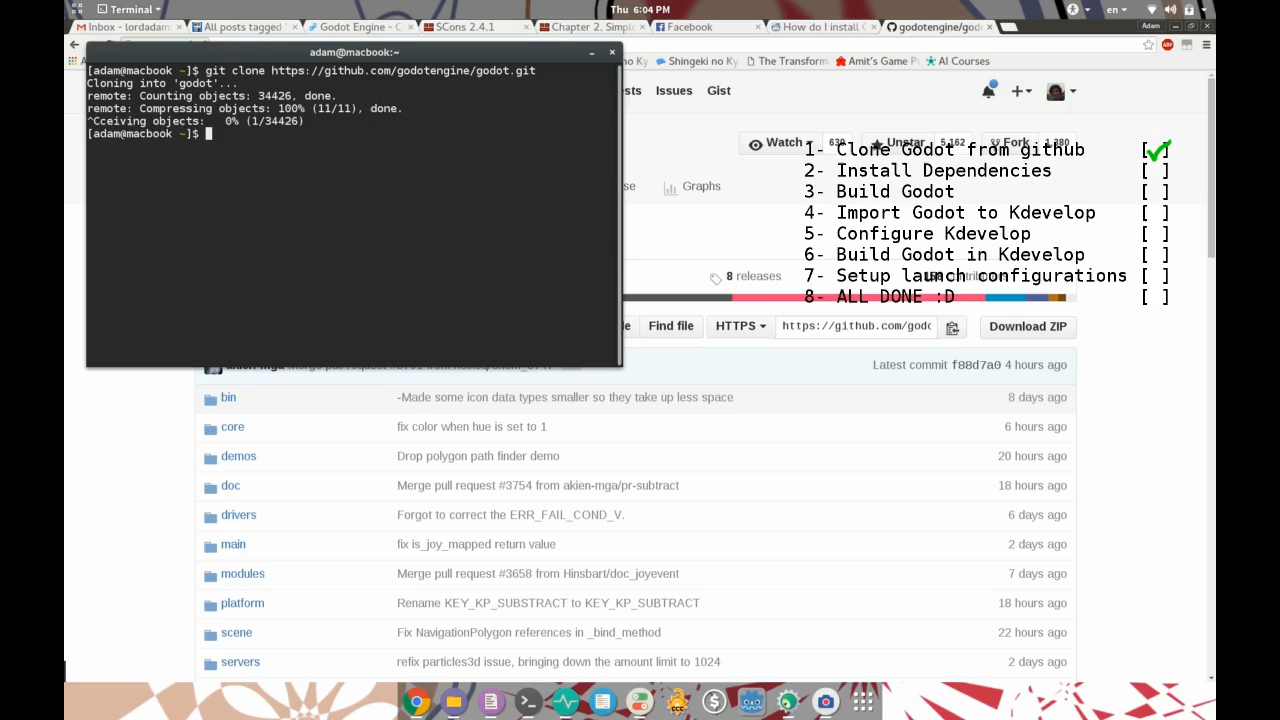 Terminal
Thu 6:04 PM
en
Inbox - lordadam
All posts tagged
Godot Engine - C
SCons 2.4.1
Chapter 2. Simpl
Facebook
How do I install
godotengine/god
Adam
adam@macbook:~
no Ky
Shingeki no Ky
The Transform
Amit's Game P
AI Courses
[adam@macbook ~]$ git clone https://github.com/godotengine/godot.git
Cloning into 'godot'...
remote: Counting objects: 34426, done.
remote: Compressing objects: 100% (11/11), done.
^Cceiving objects:   0% (1/34426)
[adam@macbook ~]$
sts Issues Gist
Watch
Unstar 5,162
Fork
1- Clone Godot from github [ ]
2- Install Dependencies [ ]
3- Build Godot [ ]
4- Import Godot to Kdevelop [ ]
5- Configure Kdevelop [ ]
6- Build Godot in Kdevelop [ ]
7- Setup launch configurations [ ]
8- ALL DONE :D [ ]
se Graphs
8 releases
le Find file HTTPS https://github.com/godo Download ZIP
Latest commit f88d7a0 4 hours ago
bin -Made some icon data types smaller so they take up less space 8 days ago
core fix color when hue is set to 1 6 hours ago
demos Drop polygon path finder demo 20 hours ago
doc Merge pull request #3754 from akien-mga/pr-subtract 18 hours ago
drivers Forgot to correct the ERR_FAIL_COND_V. 6 days ago
main fix is_joy_mapped return value 2 days ago
modules Merge pull request #3658 from Hinsbart/doc_joyevent 7 days ago
platform Rename KEY_KP_SUBSTRACT to KEY_KP_SUBTRACT 18 hours ago
scene Fix NavigationPolygon references in _bind_method 22 hours ago
servers refix particles3d issue, bringing down the amount limit to 1024 2 days ago